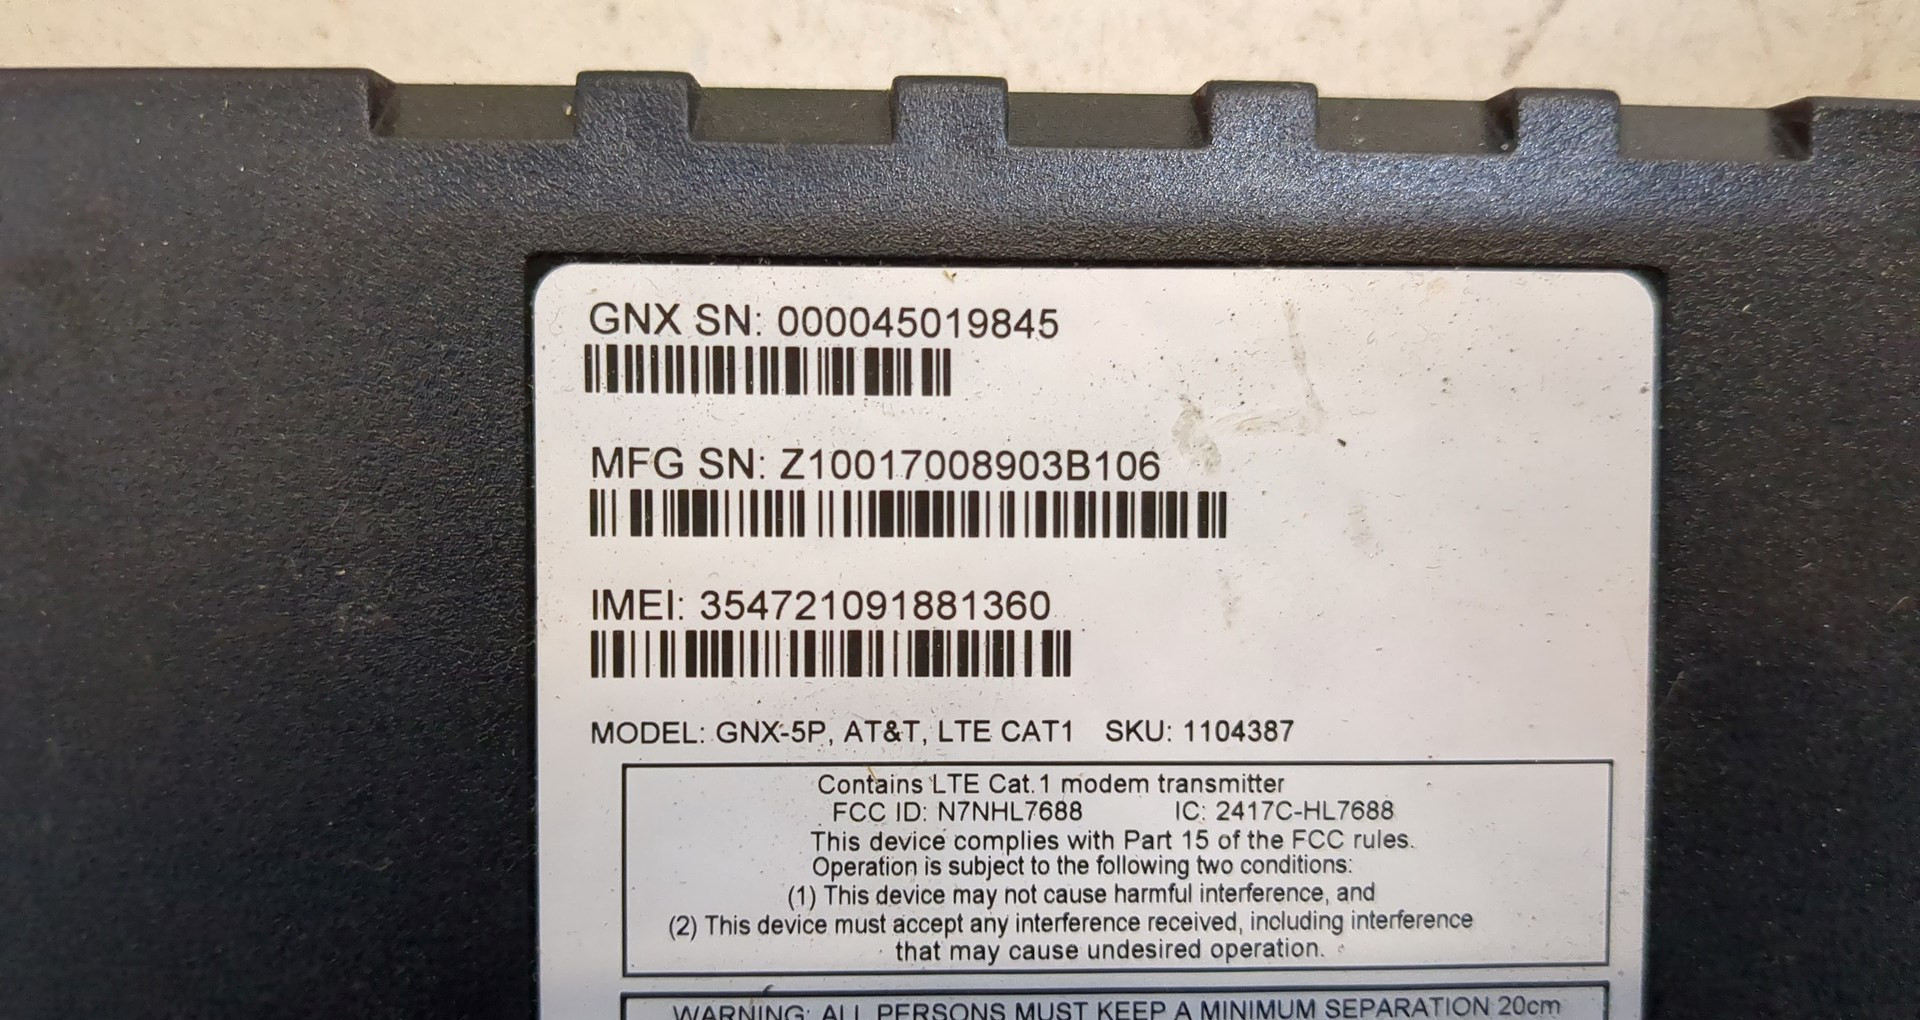 GNX SN: 000045019845
MFG SN: Z10017008903B106
IMEI: 354721091881360
MODEL: GNX-5P, AT&T, LTE CAT1 SKU: 1104387
Contains LTE Cat.1 modem transmitter
FCC ID: N7NHL7688 IC: 2417C-HL7688
This device complies with Part 15 of the FCC rules.
Operation is subject to the following two conditions:
(1) This device may not cause harmful interference, and
(2) This device must accept any interference received, including interference
that may cause undesired operation.
WARNING: ALL PERSONS MUST KEEP A MINIMUM SEPARATION 20cm